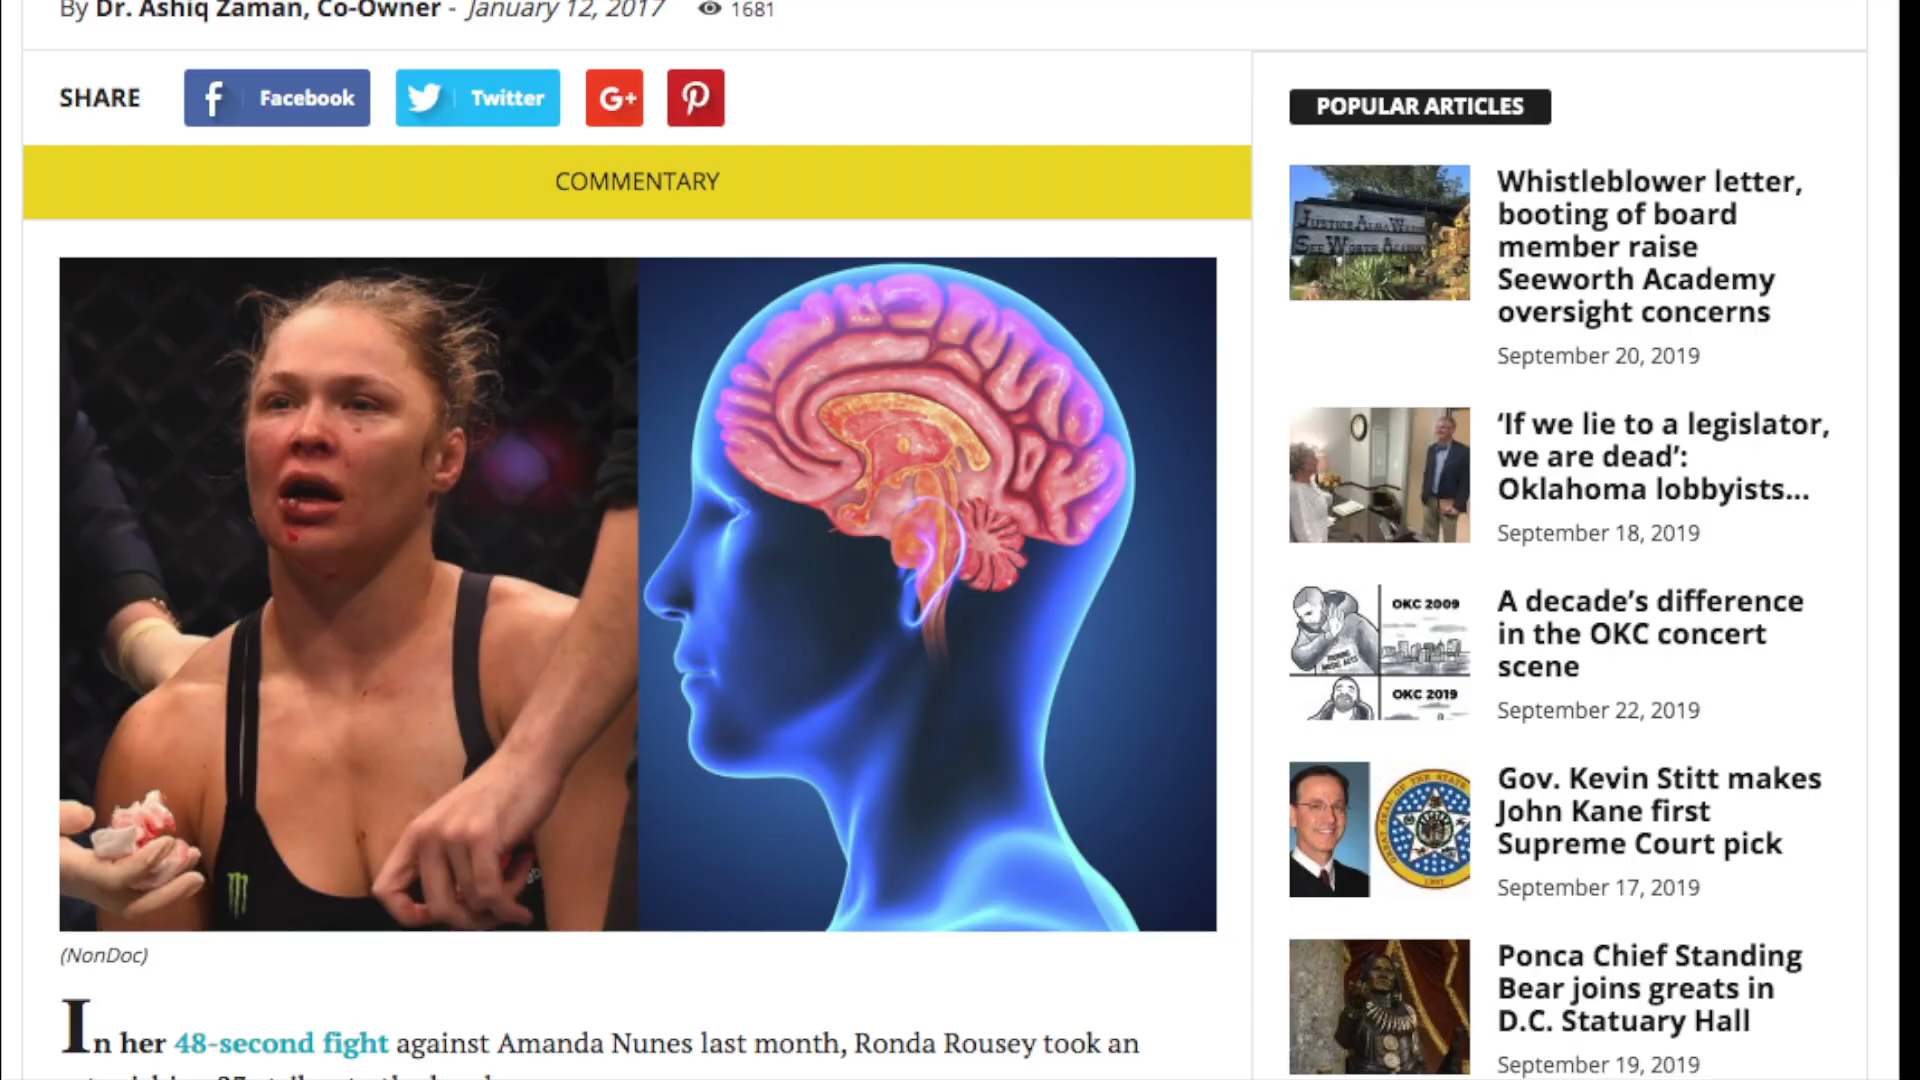 By Dr. Ashiq Zaman, Co-Owner - January 12, 2017 1681
SHARE
Facebook
Twitter
G+
COMMENTARY
(NonDoc)
In her 48-second fight against Amanda Nunes last month, Ronda Rousey took an
POPULAR ARTICLES
Whistleblower letter,
booting of board
member raise
Seeworth Academy
oversight concerns
September 20, 2019
‘If we lie to a legislator,
we are dead’:
Oklahoma lobbyists...
September 18, 2019
OKC 2009
OKC 2019
A decade’s difference
in the OKC concert
scene
September 22, 2019
Gov. Kevin Stitt makes
John Kane first
Supreme Court pick
September 17, 2019
Ponca Chief Standing
Bear joins greats in
D.C. Statuary Hall
September 19, 2019